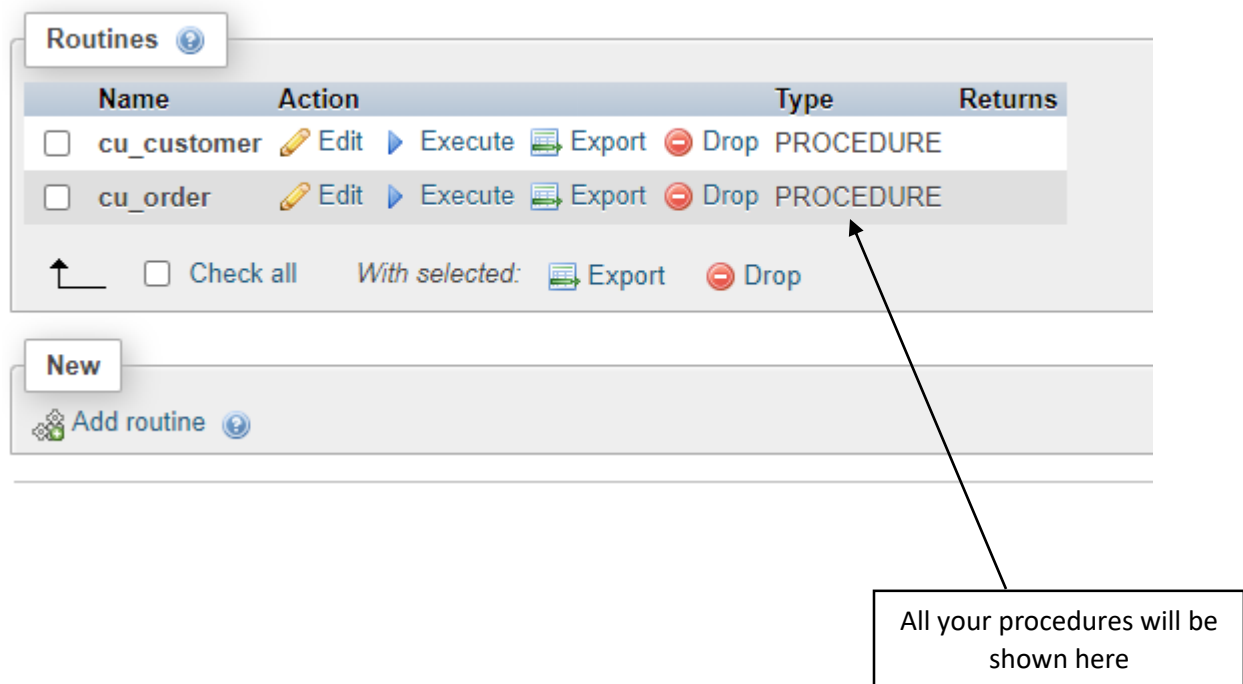 Routines
Name Action Type Returns
cu_customer Edit Execute Export Drop PROCEDURE
cu_order Edit Execute Export Drop PROCEDURE
Check all With selected: Export Drop
New
Add routine
All your procedures will be
shown here